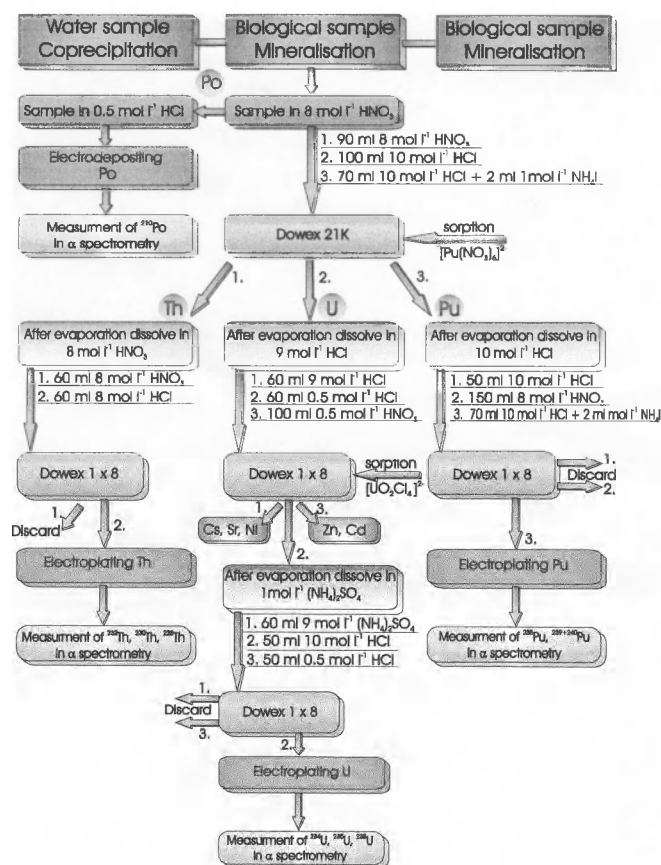 Water sample
Coprecipitation
Biological sample
Mineralisation
Biological sample
Mineralisation
Po
Sample in 0.5 mol l⁻¹ HCl
Sample in 8 mol l⁻¹ HNO₃
Electrodepositing
Po
1. 90 ml 8 mol l⁻¹ HNO₃
2. 100 ml 10 mol l⁻¹ HCl
3. 70 ml 10 mol l⁻¹ HCl + 2 ml 1mol l⁻¹ NH₄I
Measurment of ²¹⁰Po
in α spectrometry
Dowex 21K
sorption
[Pu(NO₃)₆]²⁻
1.
2.
3.
Th
U
Pu
After evaporation dissolve in
8 mol l⁻¹ HNO₃
After evaporation dissolve in
9 mol l⁻¹ HCl
After evaporation dissolve in
10 mol l⁻¹ HCl
1. 60 ml 8 mol l⁻¹ HNO₃
2. 60 ml 8 mol l⁻¹ HCl
1. 60 ml 9 mol l⁻¹ HCl
2. 60 ml 0.5 mol l⁻¹ HCl
3. 100 ml 0.5 mol l⁻¹ HNO₃
1. 50 ml 10 mol l⁻¹ HCl
2. 150 ml 8 mol l⁻¹ HNO₃
3. 70 ml 10 mol l⁻¹ HCl + 2 ml mol l⁻¹ NH₄I
Dowex 1 x 8
Dowex 1 x 8
sorption
[UO₂Cl₄]²⁻
Dowex 1 x 8
1.
Discard
2.
1.
Discard
2.
1.
Cs, Sr, Ni
2.
3.
Zn, Cd
3.
Electroplating Th
After evaporation dissolve in
1mol l⁻¹ (NH₄)₂SO₄
Electroplating Pu
Measurment of ²³²Th, ²³⁰Th, Th
in α spectrometry
1. 60 ml 9 mol l⁻¹ (NH₄)₂SO₄
2. 50 ml 10 mol l⁻¹ HCl
3. 50 ml 0.5 mol l⁻¹ HCl
Measurment of ²³⁸Pu, ²³⁹⁺²⁴⁰Pu
in α spectrometry
1.
Discard
3.
Dowex 1 x 8
2.
Electroplating U
Measurment of ²³⁴U, ²³⁵U, ²³⁸U
in α spectrometry